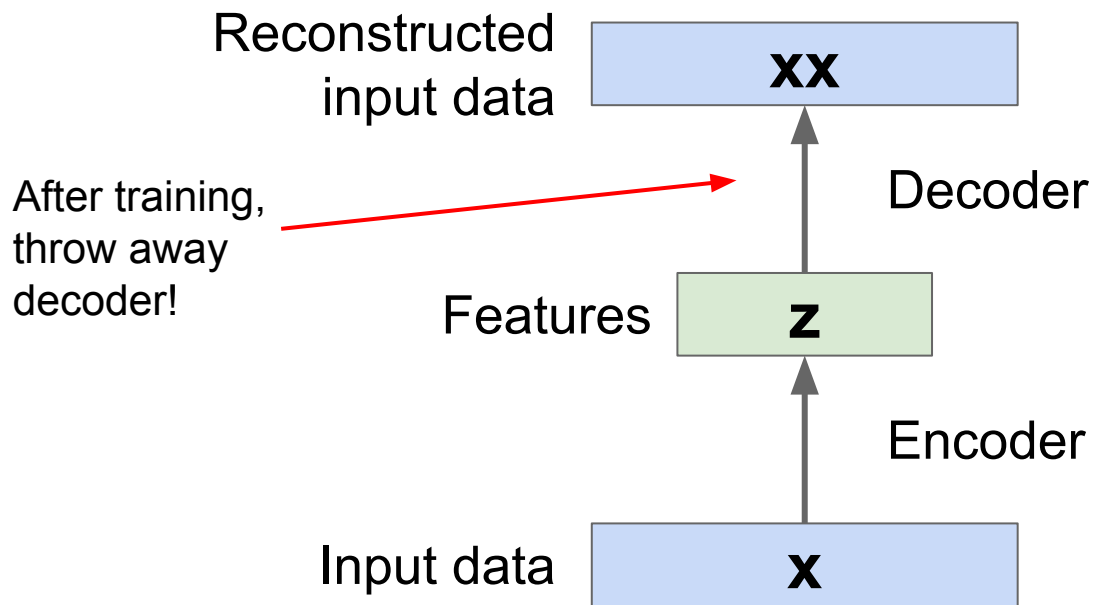 Reconstructed
input data
xx
After training,
throw away
decoder!
Decoder
Features
z
Encoder
Input data
x